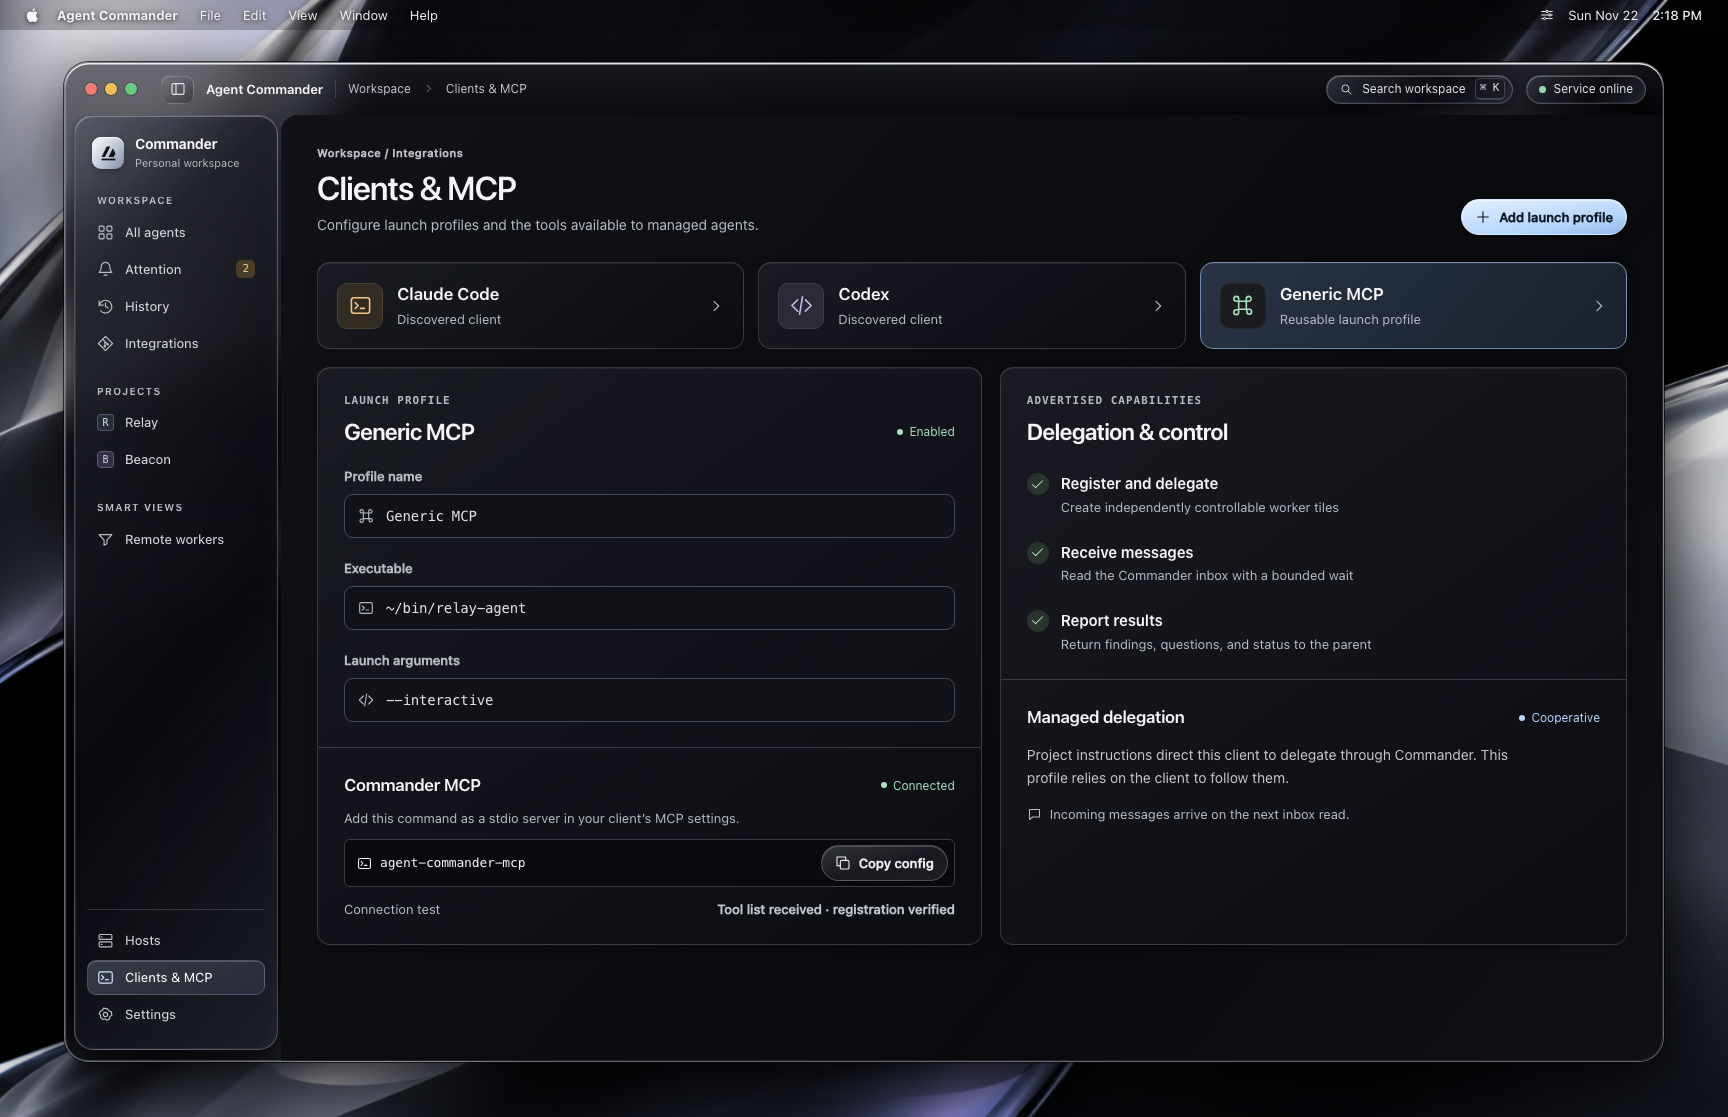 Agent Commander File Edit View Window Help
Sun Nov 22 2:18 PM
Agent Commander Workspace Clients & MCP
Search workspace ⌘ K
Service online
Commander
Personal workspace
WORKSPACE
All agents
Attention 2
History
Integrations
PROJECTS
R Relay
B Beacon
SMART VIEWS
Remote workers
Hosts
Clients & MCP
Settings
Workspace / Integrations
Clients & MCP
Configure launch profiles and the tools available to managed agents.
Add launch profile
Claude Code
Discovered client
Codex
Discovered client
Generic MCP
Reusable launch profile
LAUNCH PROFILE
Generic MCP
Enabled
Profile name
Generic MCP
Executable
~/bin/relay-agent
Launch arguments
--interactive
Commander MCP
Connected
Add this command as a stdio server in your client's MCP settings.
agent-commander-mcp
Copy config
Connection test
Tool list received · registration verified
ADVERTISED CAPABILITIES
Delegation & control
Register and delegate
Create independently controllable worker tiles
Receive messages
Read the Commander inbox with a bounded wait
Report results
Return findings, questions, and status to the parent
Managed delegation
Cooperative
Project instructions direct this client to delegate through Commander. This
profile relies on the client to follow them.
Incoming messages arrive on the next inbox read.